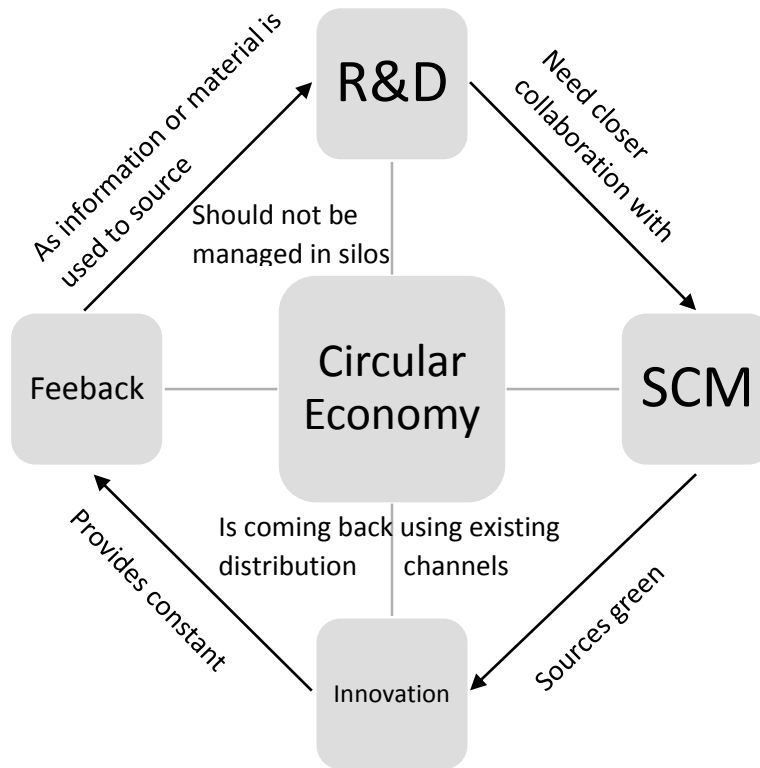 R&D
Need closer
collaboration with
As information or material is
used to source
Should not be
managed in silos
Feeback
Circular
Economy
SCM
Is coming back using existing
distribution channels
Provides constant
Sources green
Innovation